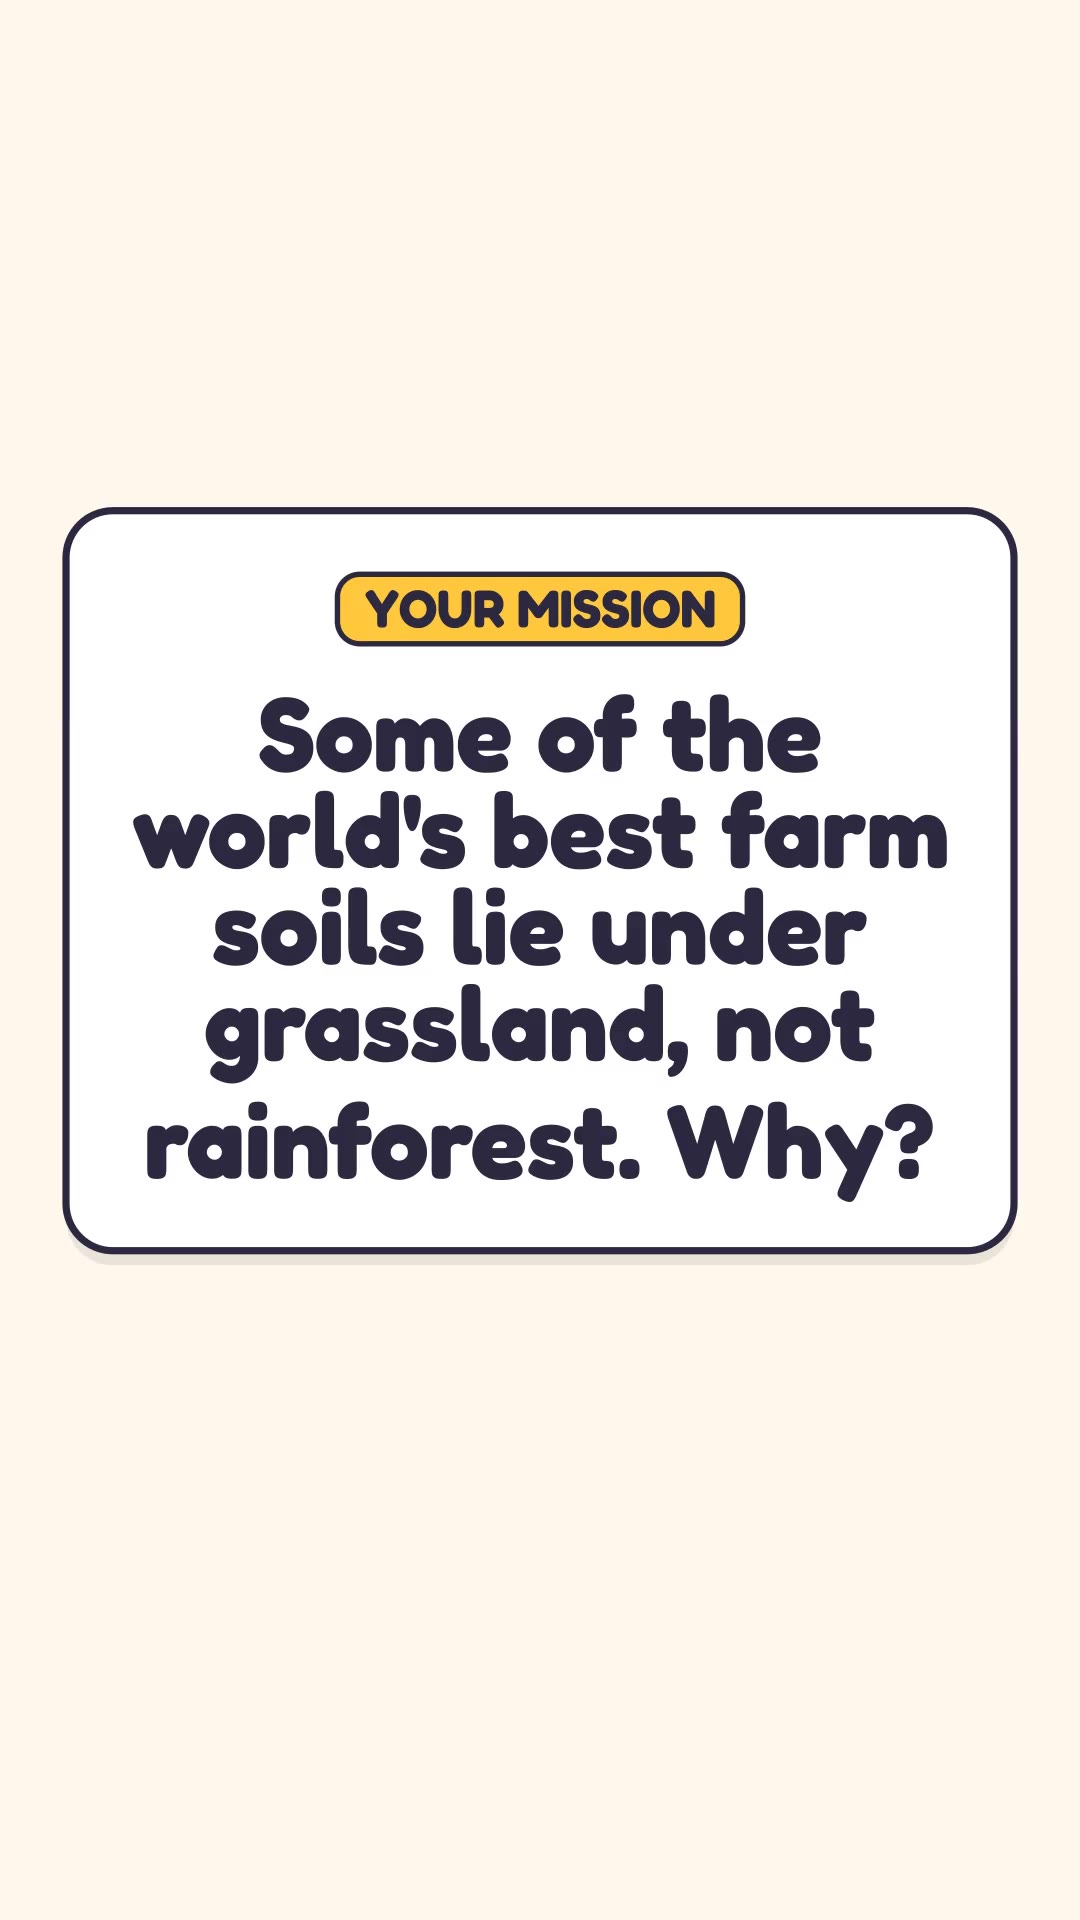 YOUR MISSION
Some of the
world's best farm
soils lie under
grassland, not
rainforest. Why?